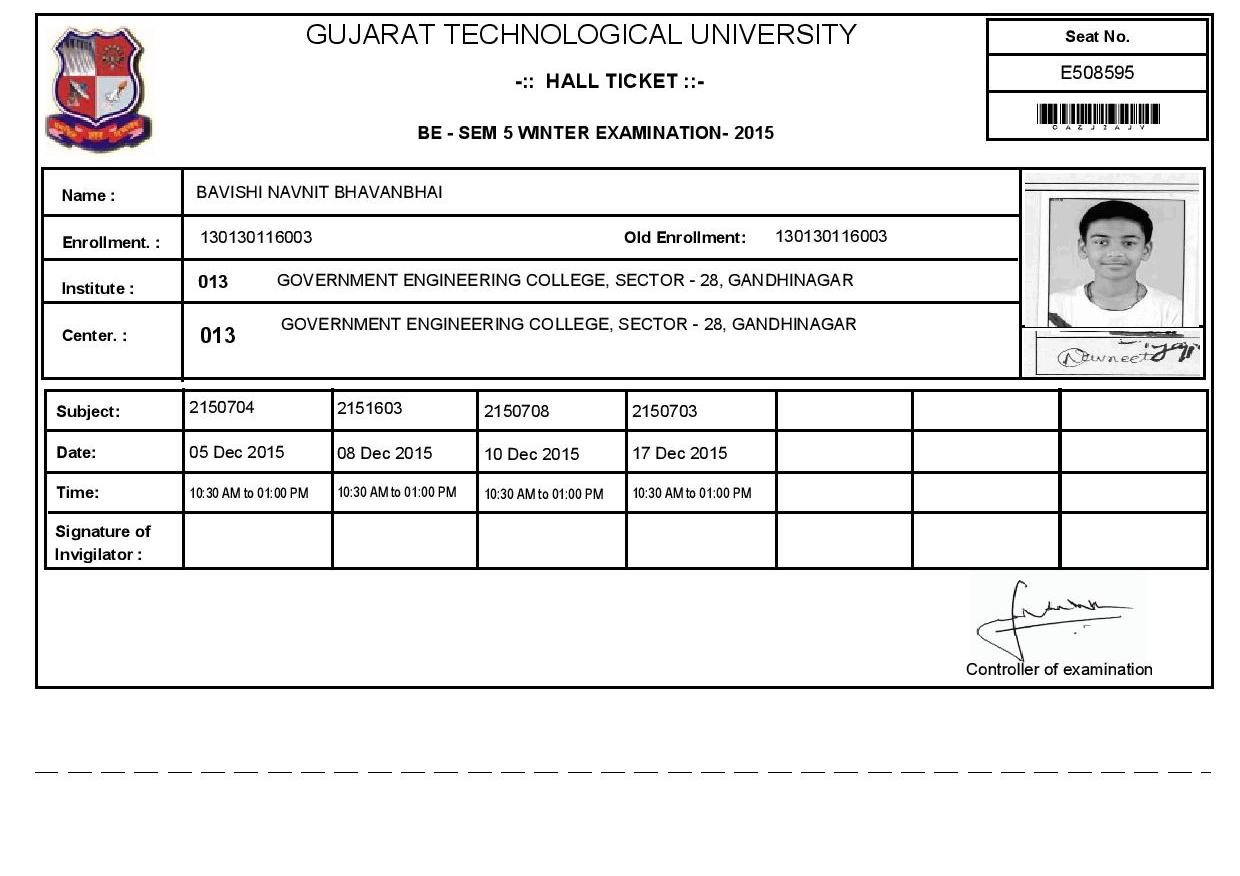 GUJARAT TECHNOLOGICAL UNIVERSITY
-:: HALL TICKET ::-
BE - SEM 5 WINTER EXAMINATION- 2015
Seat No.
E508595
C A Z J 2 A J V
Name : BAVISHI NAVNIT BHAVANBHAI
Enrollment. : 130130116003 Old Enrollment: 130130116003
Institute : 013 GOVERNMENT ENGINEERING COLLEGE, SECTOR - 28, GANDHINAGAR
Center. : 013 GOVERNMENT ENGINEERING COLLEGE, SECTOR - 28, GANDHINAGAR
Navneet
Subject: 2150704 2151603 2150708 2150703
Date: 05 Dec 2015 08 Dec 2015 10 Dec 2015 17 Dec 2015
Time: 10:30 AM to 01:00 PM 10:30 AM to 01:00 PM 10:30 AM to 01:00 PM 10:30 AM to 01:00 PM
Signature of
Invigilator :
Controller of examination